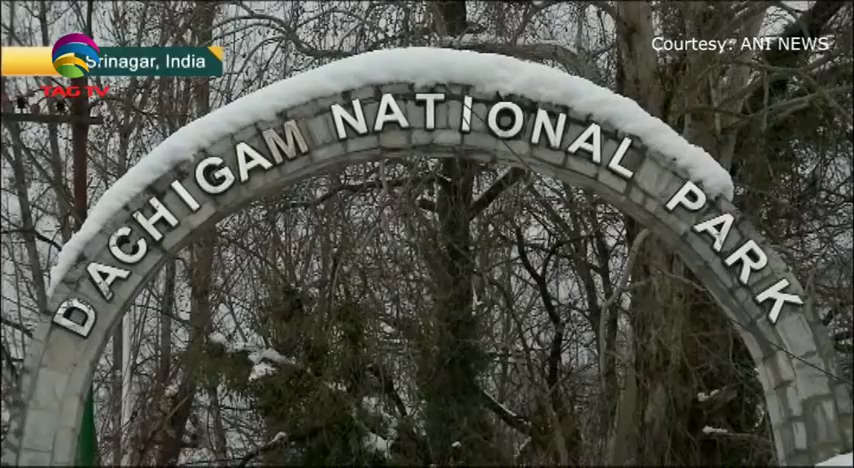 Srinagar, India
TAG TV
Courtesy: ANI NEWS
DACHIGAM NATIONAL PARK